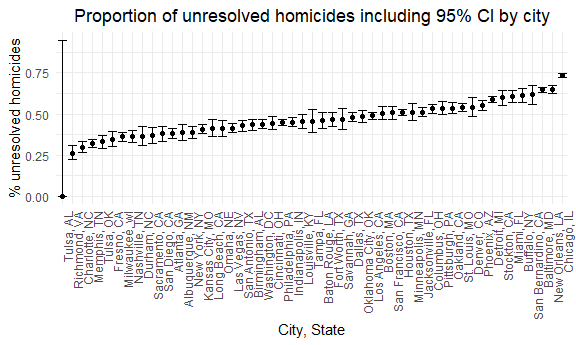 Proportion of unresolved homicides including 95% CI by city
% unresolved homicides
0.75
0.50
0.25
0.00
Tulsa, AL
Richmond, VA
Charlotte, NC
Memphis, TN
Tulsa, OK
Fresno, CA
Milwaukee, wI
Nashville, TN
Durham, NC
Sacramento, CA
San Diego, CA
Atlanta, GA
Albuquerque, NM
New York, NY
Kansas City, MO
Long Beach, CA
Omaha, NE
Las Vegas, NV
San Antonio, TX
Birmingham, AL
Washington, DC
Cincinnati, OH
Philadelphia, PA
Indianapolis, IN
Louisville, KY
Tampa, FL
Baton Rouge, LA
Fort Worth, TX
Savannah, GA
Dallas, TX
Oklahoma City, OK
Los Angeles, CA
Boston, MA
San Francisco, CA
Houston, TX
Minneapolis, MN
Jacksonville, FL
Columbus, OH
Pittsburgh, PA
Oakland, CA
St. Louis, MO
Denver, CO
Phoenix, AZ
Detroit, MI
Stockton, CA
Miami, FL
Buffalo, NY
San Bernardino, CA
Baltimore, MD
New Orleans, LA
Chicago, IL
City, State